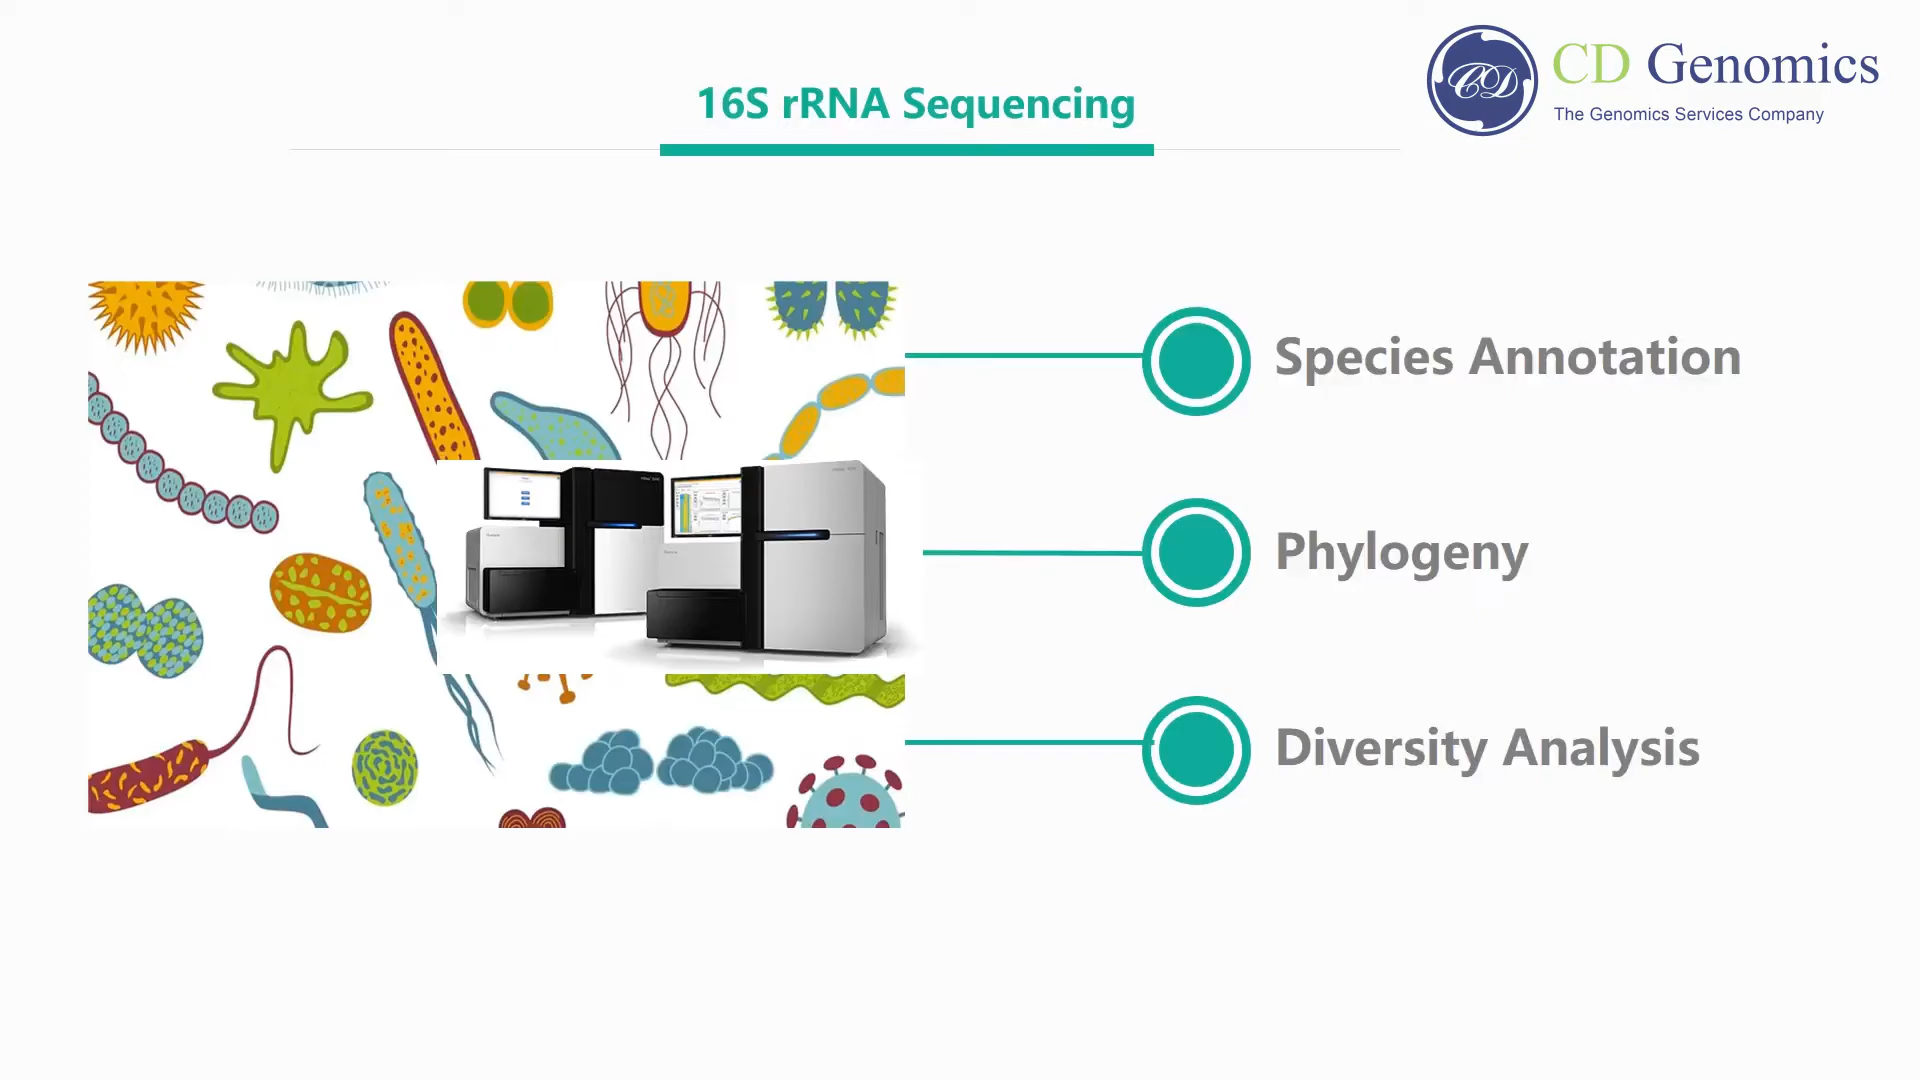 16S rRNA Sequencing
CD Genomics
The Genomics Services Company
Species Annotation
Phylogeny
Diversity Analysis